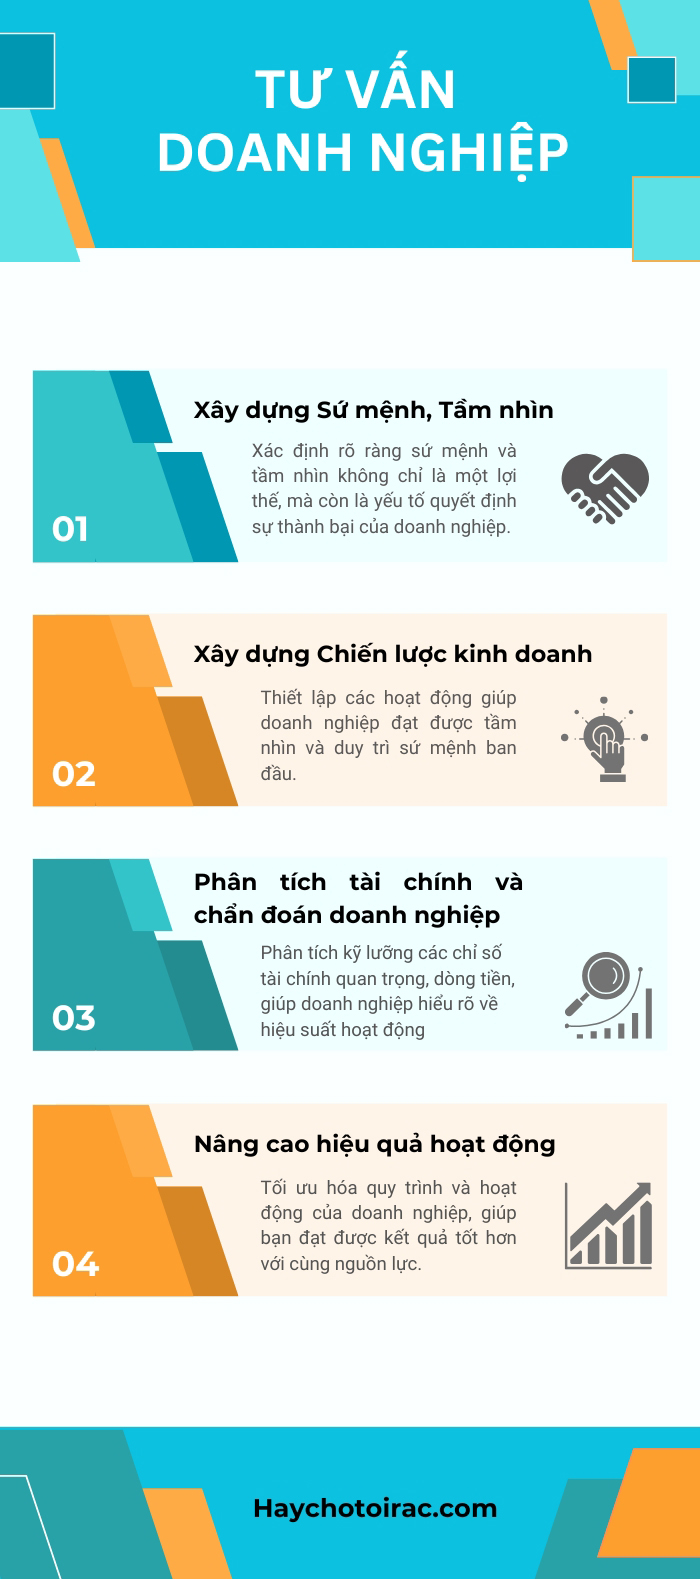 TƯ VẤN
DOANH NGHIỆP
Xây dựng Sứ mệnh, Tầm nhìn
Xác định rõ ràng sứ mệnh và
tầm nhìn không chỉ là một lợi
thế, mà còn là yếu tố quyết định
sự thành bại của doanh nghiệp.
01
Xây dựng Chiến lược kinh doanh
Thiết lập các hoạt động giúp
doanh nghiệp đạt được tầm
nhìn và duy trì sứ mệnh ban
đầu.
02
Phân tích tài chính và
chẩn đoán doanh nghiệp
Phân tích kỹ lưỡng các chỉ số
tài chính quan trọng, dòng tiền,
giúp doanh nghiệp hiểu rõ về
hiệu suất hoạt động
03
Nâng cao hiệu quả hoạt động
Tối ưu hóa quy trình và hoạt
động của doanh nghiệp, giúp
bạn đạt được kết quả tốt hơn
với cùng nguồn lực.
04
Haychotoirac.com